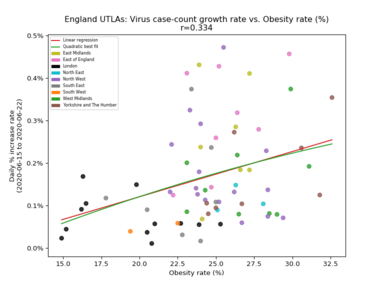 England UTLAs: Virus case-count growth rate vs. Obesity rate (%)
r=0.334
Daily % increase rate
(2020-06-15 to 2020-06-22)
0.5%
0.4%
0.3%
0.2%
0.1%
0.0%
Linear regression
Quadratic best fit
East Midlands
East of England
London
North East
North West
South East
South West
West Midlands
Yorkshire and The Humber
15.0 17.5 20.0 22.5 25.0 27.5 30.0 32.5
Obesity rate (%)